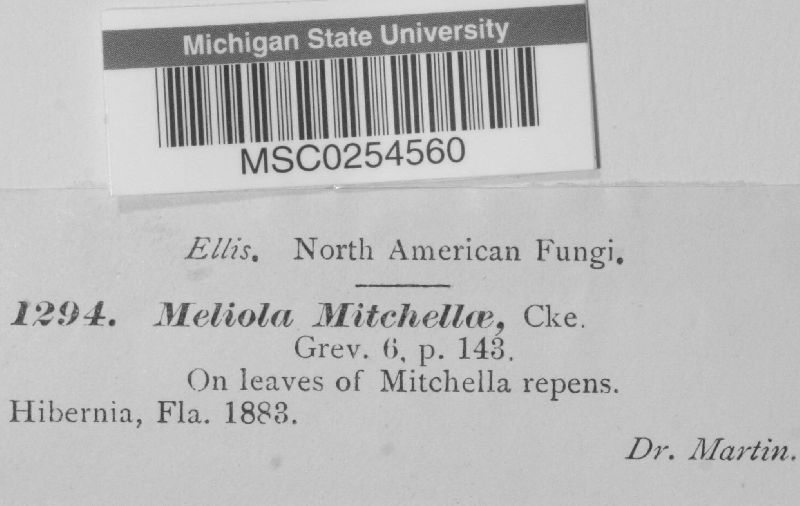 Michigan State University
MSC0254560
Ellis. North American Fungi.
1294. Meliola Mitchellæ, Cke.
Grev. 6, p. 143.
On leaves of Mitchella repens.
Hibernia, Fla. 1883.
Dr. Martin.